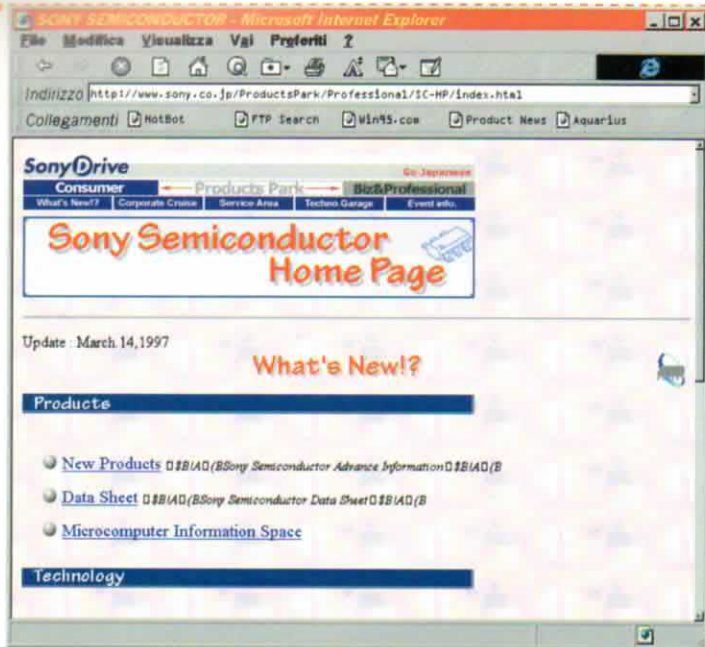 SONY SEMICONDUCTOR - Microsoft Internet Explorer
File Modifica Visualizza Vai Preferiti ?
Indirizzo http://www.sony.co.jp/ProductsPark/Professional/SC-HP/index.html
Collegamenti HotBot FTP Search Win95.com Product News Aquarius
SonyDrive
Go Japanese
Consumer Products Park Biz&Professional
What's New!? Corporate Cruise Service Area Techno Garage Event info.
Sony Semiconductor
Home Page
Update : March.14,1997
What's New!?
Products
New Products □$B!A□(BSony Semiconductor Advance Information□$B!A□(B
Data Sheet □$B!A□(BSony Semiconductor Data Sheet□$B!A□(B
Microcomputer Information Space
Technology